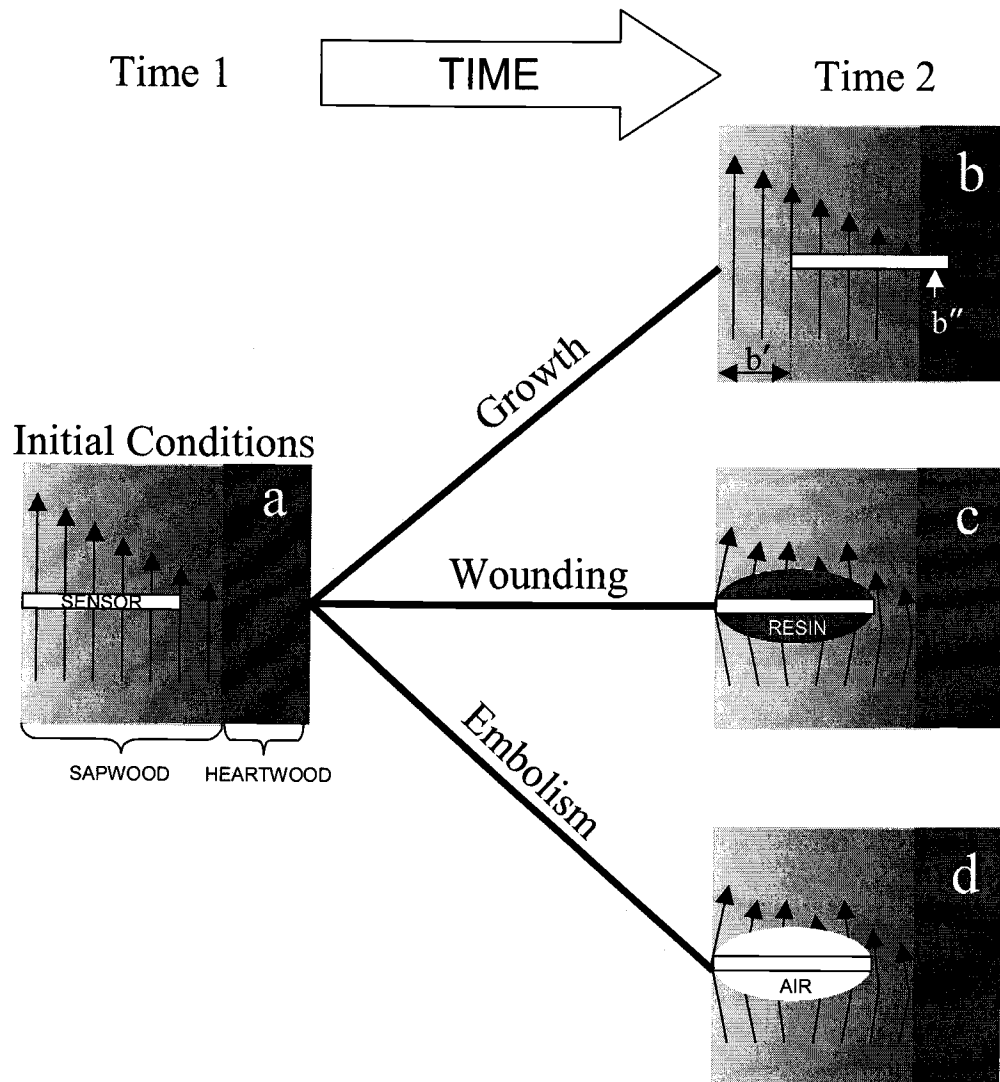 Time 1
TIME
Time 2
b
b′
b″
Growth
Initial Conditions
a
SENSOR
SAPWOOD
HEARTWOOD
Wounding
c
RESIN
Embolism
d
AIR